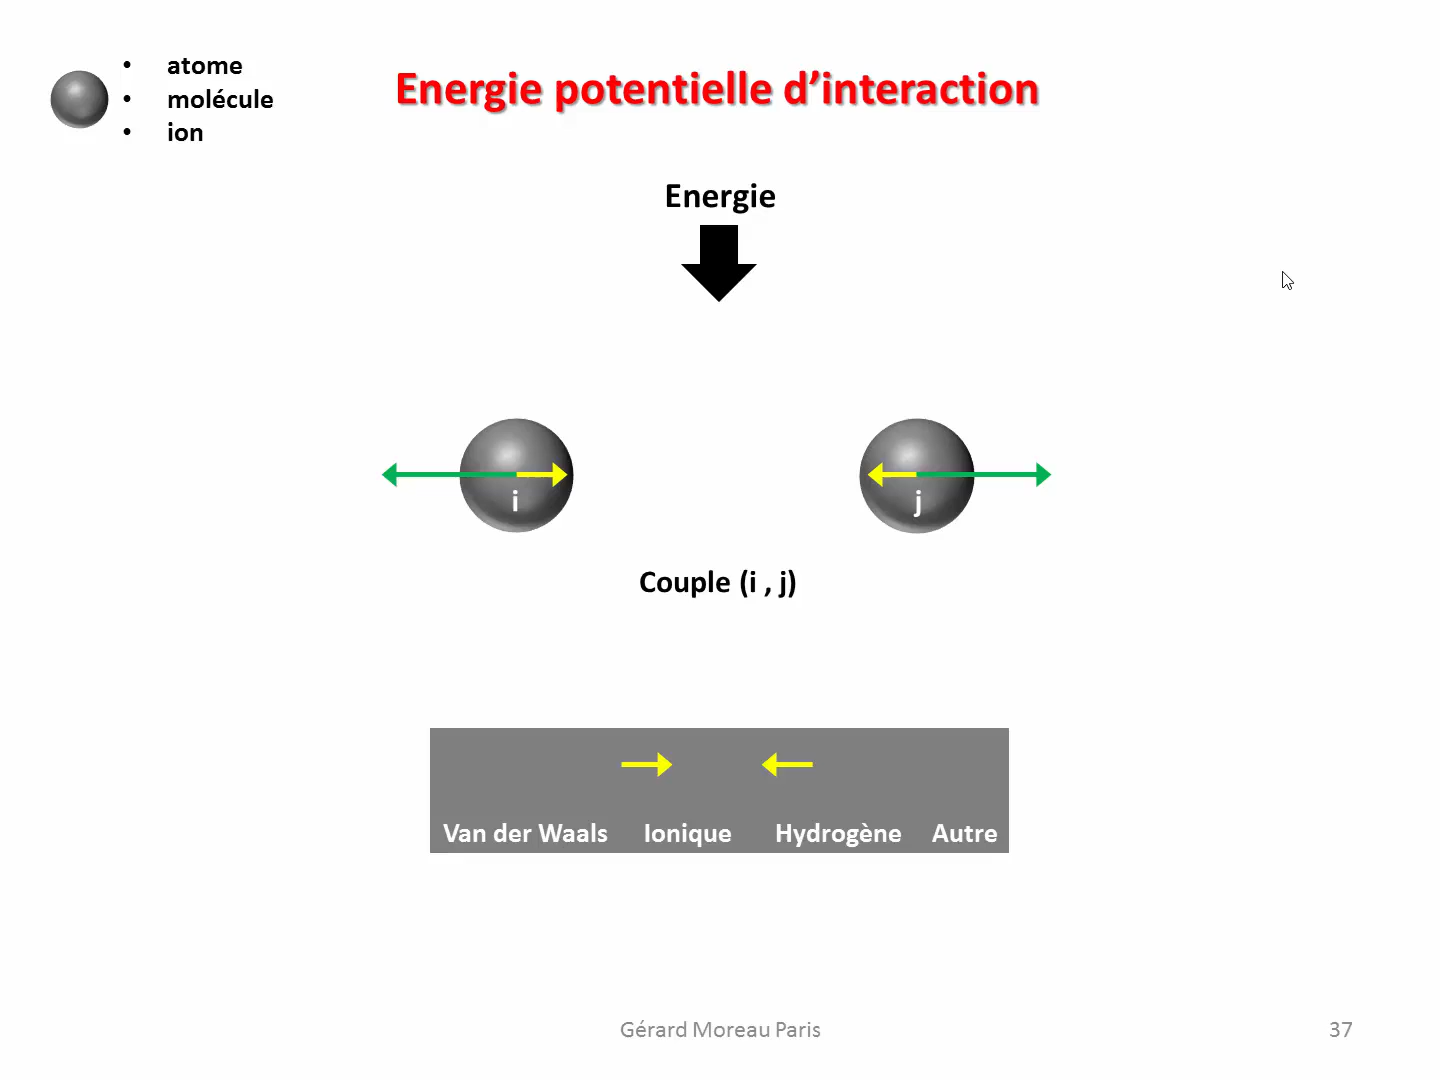 • atome
• molécule
• ion
Energie potentielle d’interaction
Energie
i
j
Couple (i , j)
Van der Waals Ionique Hydrogène Autre
Gérard Moreau Paris
37